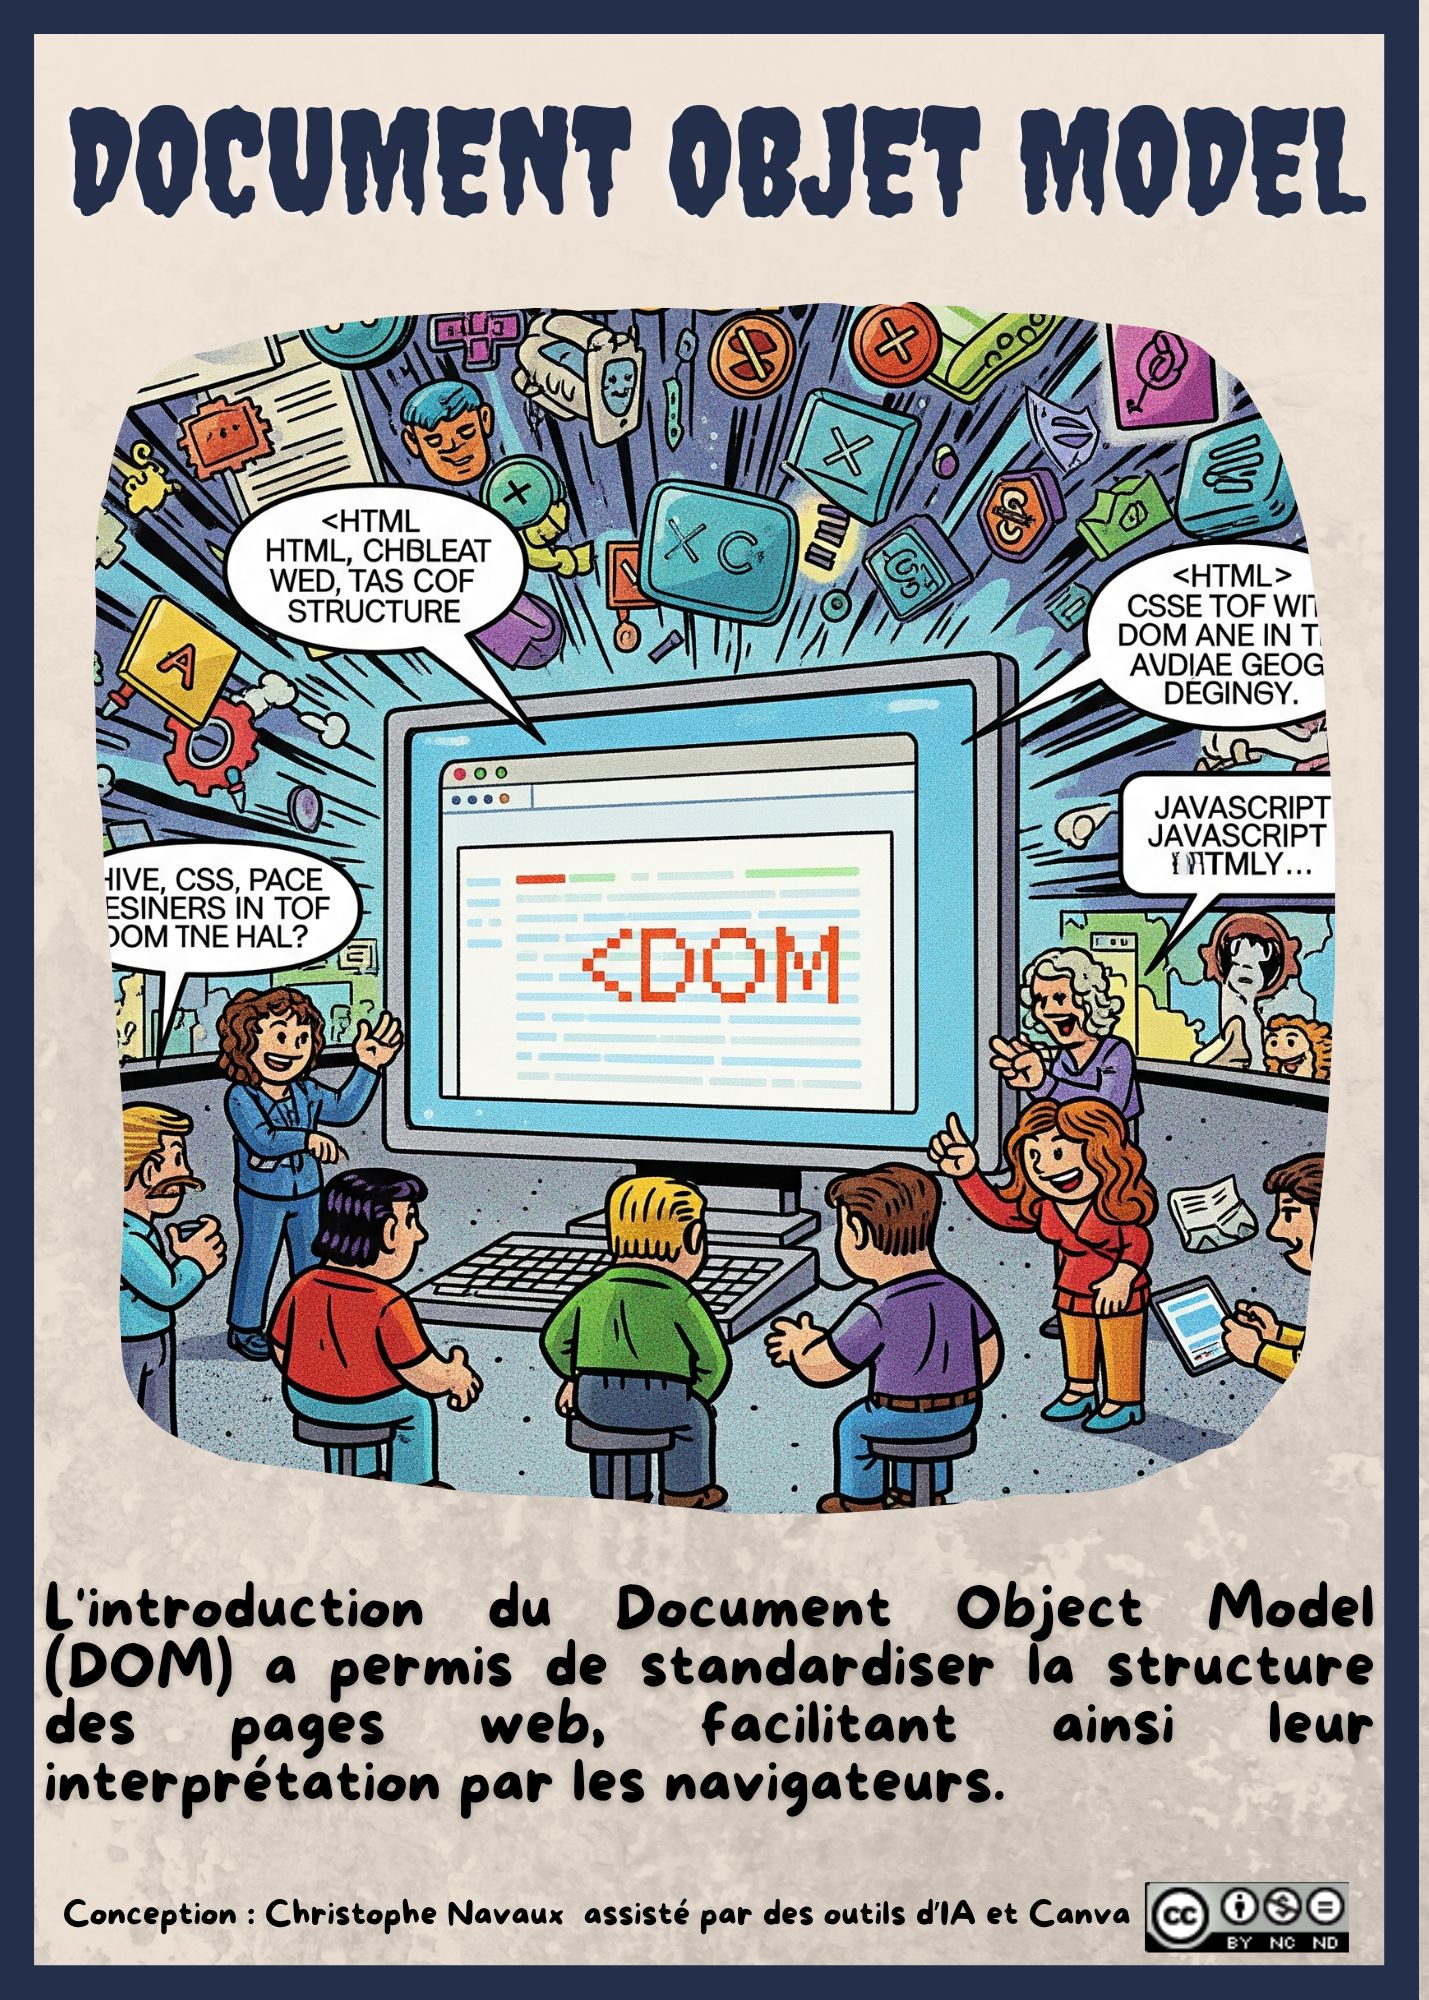 DOCUMENT OBJET MODEL
<HTML
HTML, CHBLEAT
WED, TAS COF
STRUCTURE
<HTML>
CSSE TOF WIT
DOM ANE IN T
AVDIAE GEOG
DÉGINGY.
A
X C
JAVASCRIPT
JAVASCRIPT
HIVE, CSS, PACE
ESINERS IN TOF
DOM TNE HAL?
<DOM
L'introduction du Document Object Model
(DOM) a permis de standardiser la structure
des pages web, facilitant ainsi leur
interprétation par les navigateurs.
Conception : Christophe Navaux assisté par des outils d'IA et Canva
cc
BY NC ND